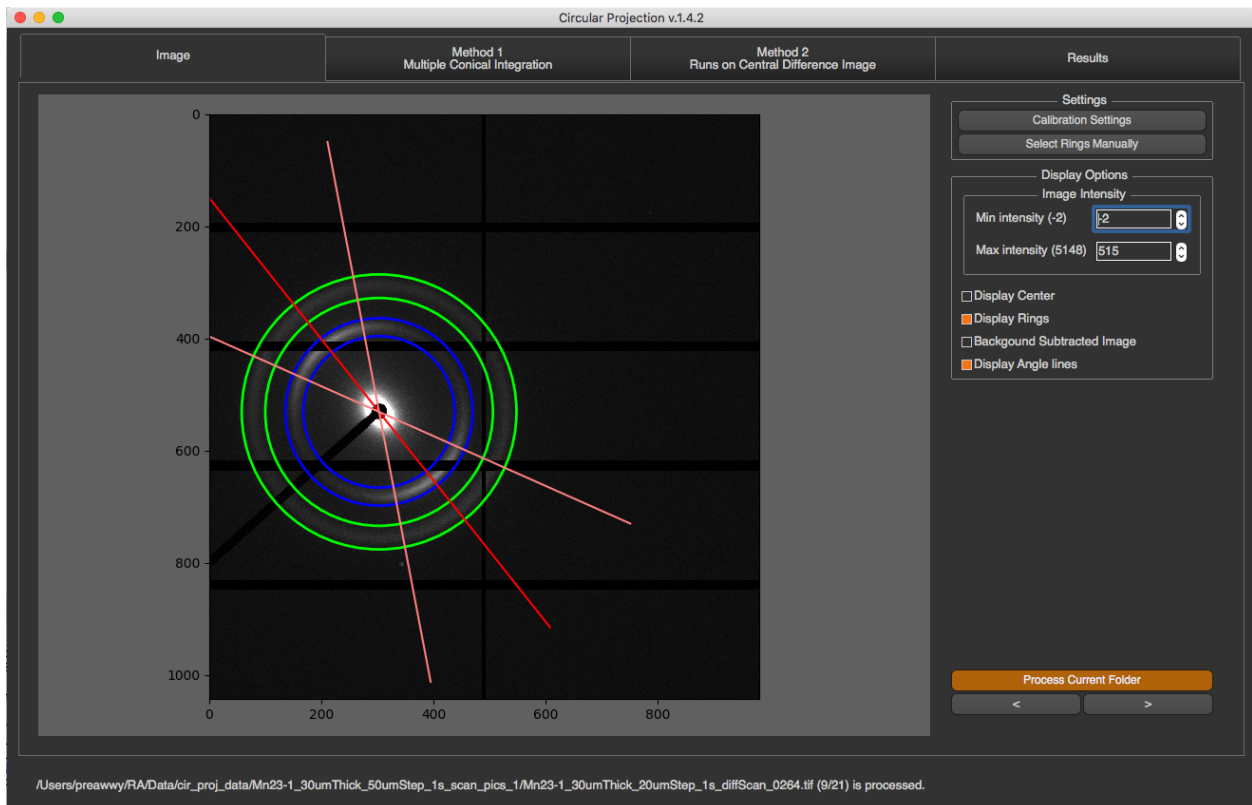 Circular Projection v.1.4.2
Image
Method 1
Multiple Conical Integration
Method 2
Runs on Central Difference Image
Results
0
200
400
600
800
1000
0
200
400
600
800
Settings
Calibration Settings
Select Rings Manually
Display Options
Image Intensity
Min intensity (-2)
-2
Max intensity (5148)
515
Display Center
Display Rings
Backgound Subtracted Image
Display Angle lines
Process Current Folder
<
>
/Users/preawwy/RA/Data/cir_proj_data/Mn23-1_30umThick_50umStep_1s_scan_pics_1/Mn23-1_30umThick_20umStep_1s_diffScan_0264.tif (9/21) is processed.